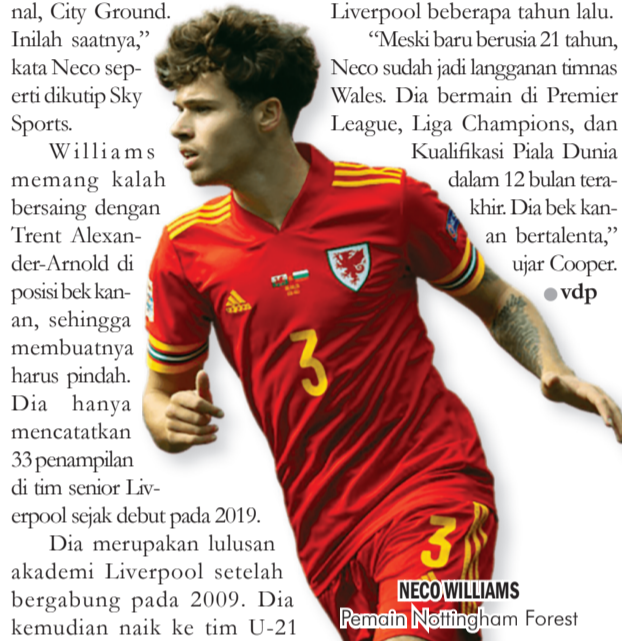 nal, City Ground.
Inilah saatnya,”
kata Neco sep-
erti dikutip Sky
Sports.
Williams
memang kalah
bersaing dengan
Trent Alexan-
der-Arnold di
posisi bek kan-
an, sehingga
membuatnya
harus pindah.
Dia hanya
mencatatkan
33 penampilan
di tim senior Liv-
erpool sejak debut pada 2019.
Dia merupakan lulusan
akademi Liverpool setelah
bergabung pada 2009. Dia
kemudian naik ke tim U-21
Liverpool beberapa tahun lalu.
“Meski baru berusia 21 tahun,
Neco sudah jadi langganan timnas
Wales. Dia bermain di Premier
League, Liga Champions, dan
Kualifikasi Piala Dunia
dalam 12 bulan tera-
khir. Dia bek kan-
an bertalenta,”
ujar Cooper.
vdp
3
3
NECO WILLIAMS
Pemain Nottingham Forest